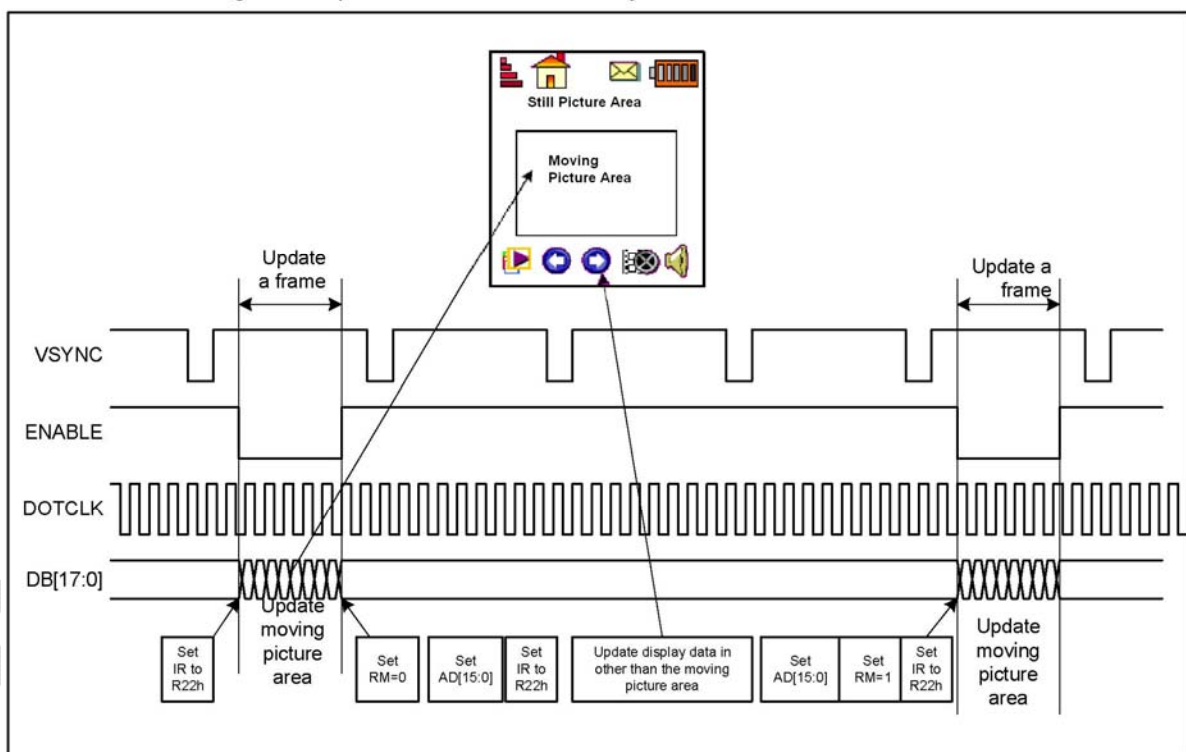 Still Picture Area
Moving
Picture Area
Update
a frame
Update a
frame
VSYNC
ENABLE
DOTCLK
DB[17:0]
Update
moving
picture
area
Update
moving
picture
area
Set
IR to
R22h
Set
RM=0
Set
AD[15:0]
Set
IR to
R22h
Update display data in
other than the moving
picture area
Set
AD[15:0]
Set
RM=1
Set
IR to
R22h